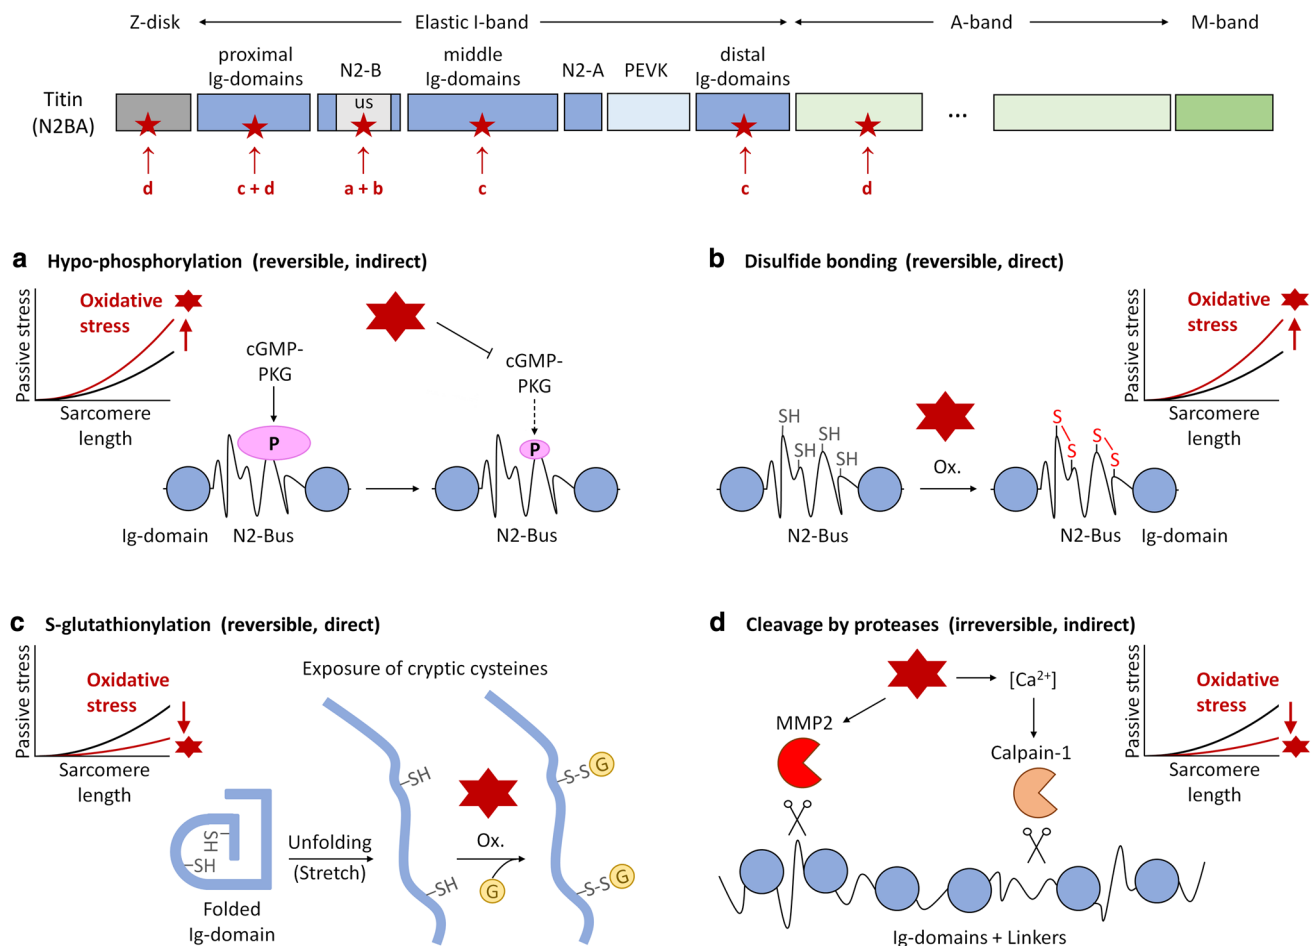 Z-disk
Elastic I-band
A-band
M-band
proximal
Ig-domains
N2-B
middle
Ig-domains
N2-A
PEVK
distal
Ig-domains
Titin
(N2BA)
us
...
d
c + d
a + b
c
c
d
a Hypo-phosphorylation (reversible, indirect)
Passive stress
Oxidative
stress
Sarcomere
length
cGMP-
PKG
P
cGMP-
PKG
P
Ig-domain
N2-Bus
N2-Bus
b Disulfide bonding (reversible, direct)
Passive stress
Oxidative
stress
Sarcomere
length
SH
SH
SH
SH
Ox.
S
S
S
S
N2-Bus
N2-Bus
Ig-domain
c S-glutathionylation (reversible, direct)
Passive stress
Oxidative
stress
Sarcomere
length
Exposure of cryptic cysteines
SH
SH
Folded
Ig-domain
Unfolding
(Stretch)
SH
SH
Ox.
G
S-S
G
S-S
G
d Cleavage by proteases (irreversible, indirect)
[Ca²⁺]
MMP2
Calpain-1
Passive stress
Oxidative
stress
Sarcomere
length
Ig-domains + Linkers